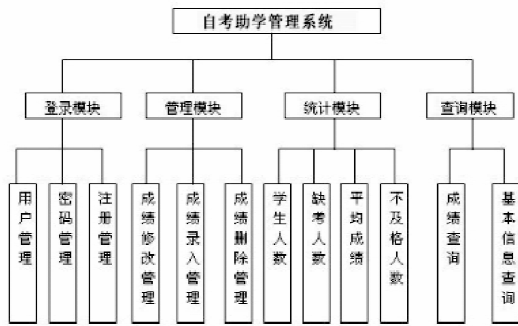 自考助学管理系统
登录模块
管理模块
统计模块
查询模块
用户管理
密码管理
注册管理
成绩修改管理
成绩录入管理
成绩删除管理
学生人数
缺考人数
平均成绩
不及格人数
成绩查询
基本信息查询